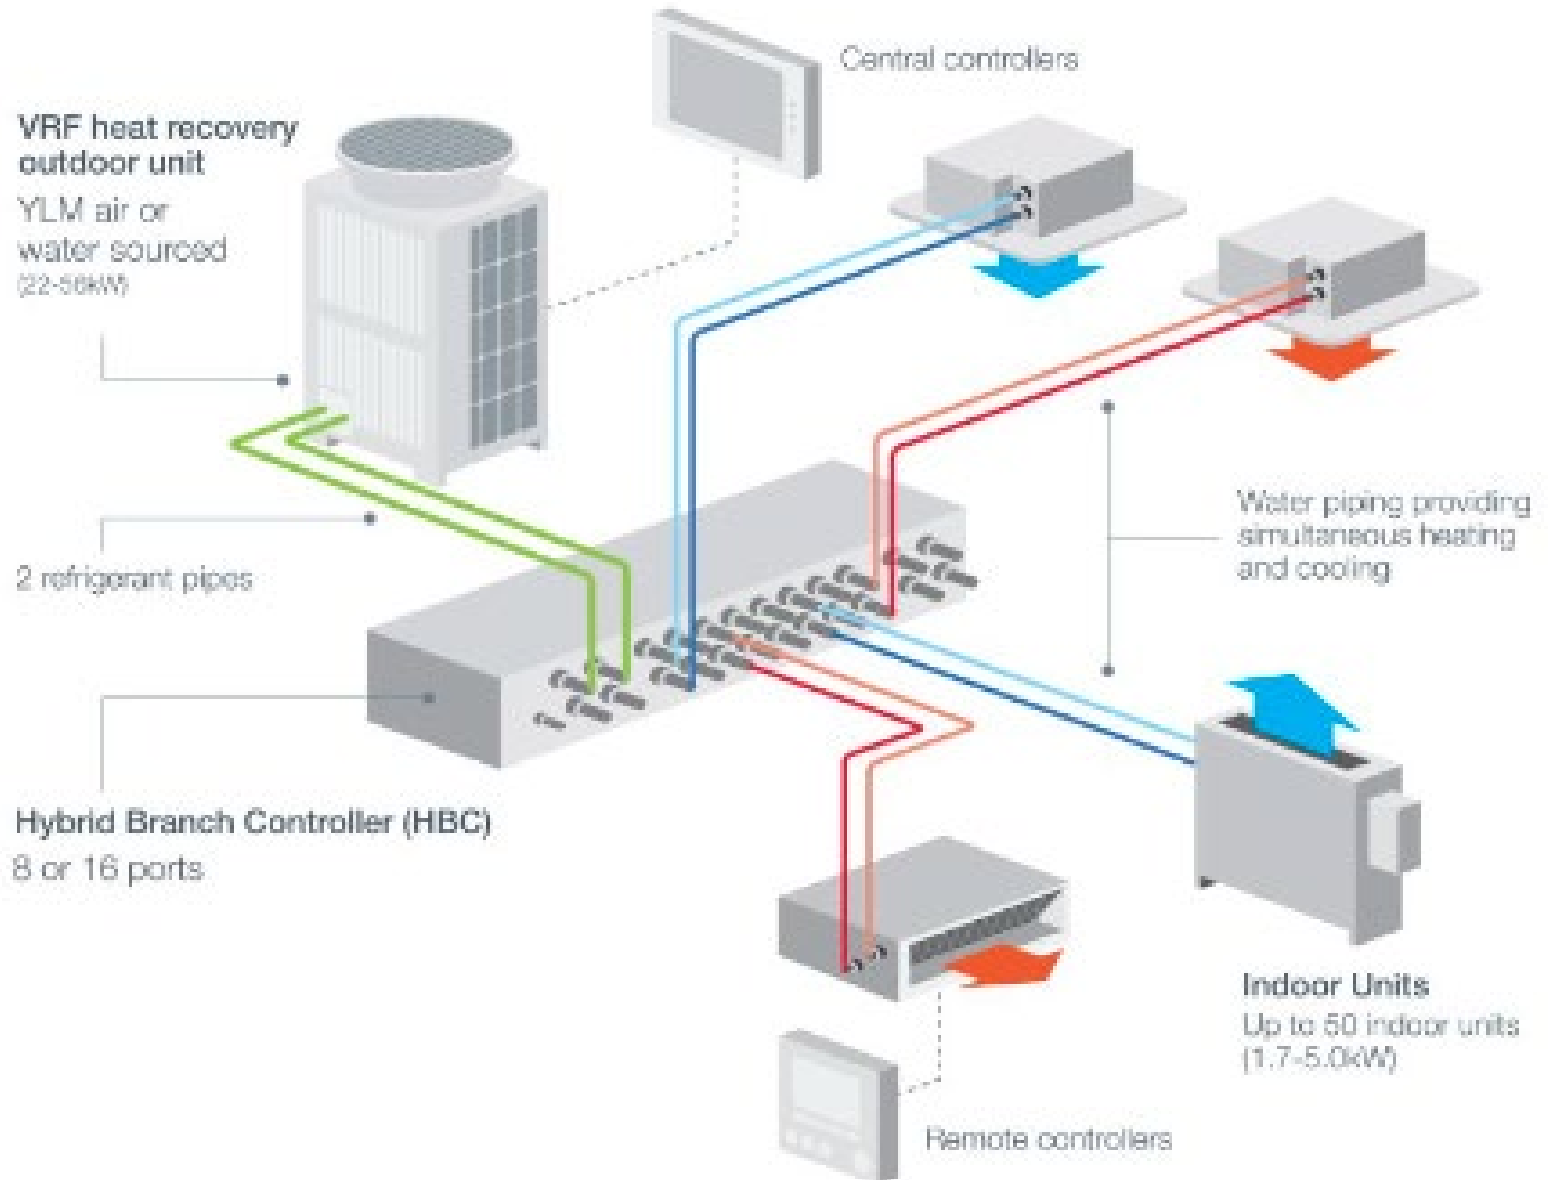 Central controllers
VRF heat recovery
outdoor unit
YLM air or
water sourced
(22-56kW)
2 refrigerant pipes
Water piping providing
simultaneous heating
and cooling
Hybrid Branch Controller (HBC)
8 or 16 ports
Indoor Units
Up to 50 indoor units
(1.7-5.0kW)
Remote controllers